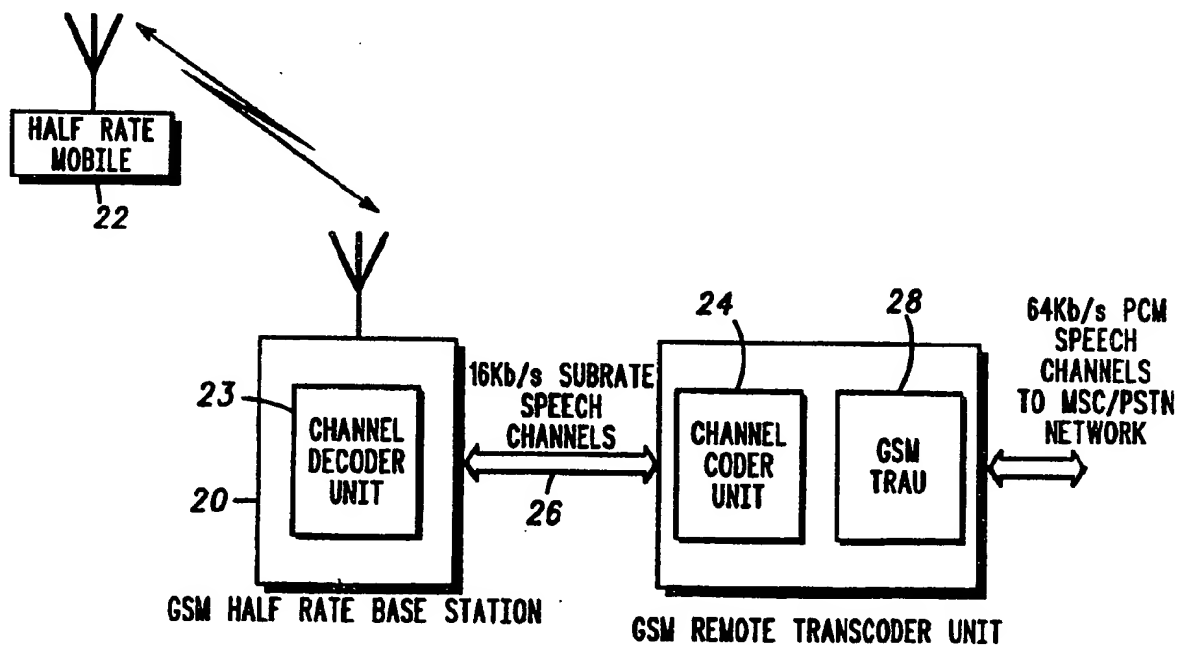 HALF RATE
MOBILE
22
23
CHANNEL
DECODER
UNIT
20
GSM HALF RATE BASE STATION
16Kb/s SUBRATE
SPEECH
CHANNELS
26
24
CHANNEL
CODER
UNIT
28
GSM
TRAU
GSM REMOTE TRANSCODER UNIT
64Kb/s PCM
SPEECH
CHANNELS
TO MSC/PSTN
NETWORK